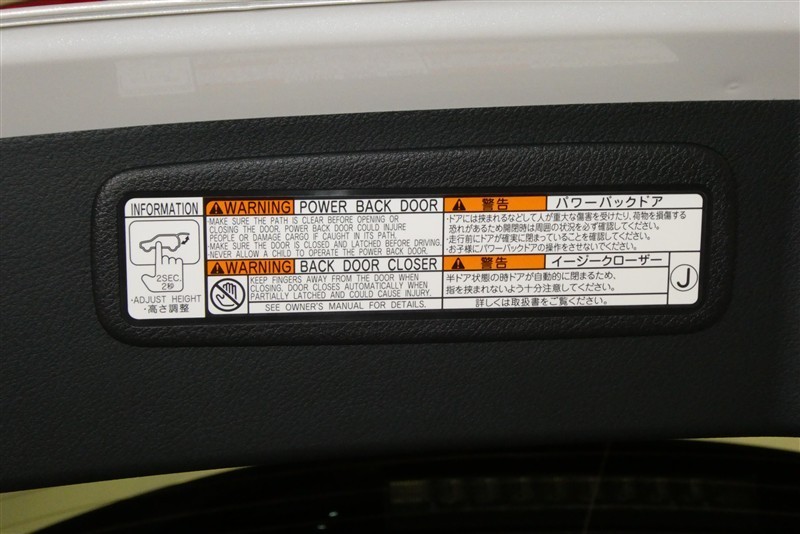 INFORMATION
2SEC.
2秒
・ADJUST HEIGHT
・高さ調整
WARNING POWER BACK DOOR
・MAKE SURE THE PATH IS CLEAR BEFORE OPENING OR
CLOSING THE DOOR. POWER BACK DOOR COULD INJURE
PEOPLE OR DAMAGE CARGO IF CAUGHT IN ITS PATH.
・MAKE SURE THE DOOR IS CLOSED AND LATCHED BEFORE DRIVING.
・NEVER ALLOW A CHILD TO OPERATE THE POWER BACK DOOR.
WARNING BACK DOOR CLOSER
KEEP FINGERS AWAY FROM THE DOOR WHEN
CLOSING. DOOR CLOSES AUTOMATICALLY WHEN
PARTIALLY LATCHED AND COULD CAUSE INJURY.
SEE OWNER'S MANUAL FOR DETAILS.
警告 パワーバックドア
・ドアには挟まれるなどして人が重大な傷害を受けたり、荷物を損傷する
恐れがあるため開閉時は周囲の状況を必ず確認してください。
・走行前にドアが確実に閉まっていることを確認してください。
・お子様にパワーバックドアの操作をさせないでください。
警告 イージークローザー
半ドア状態の時ドアが自動的に閉まるため、
指を挟まれないよう十分注意してください。
詳しくは取扱書をご覧ください。
J